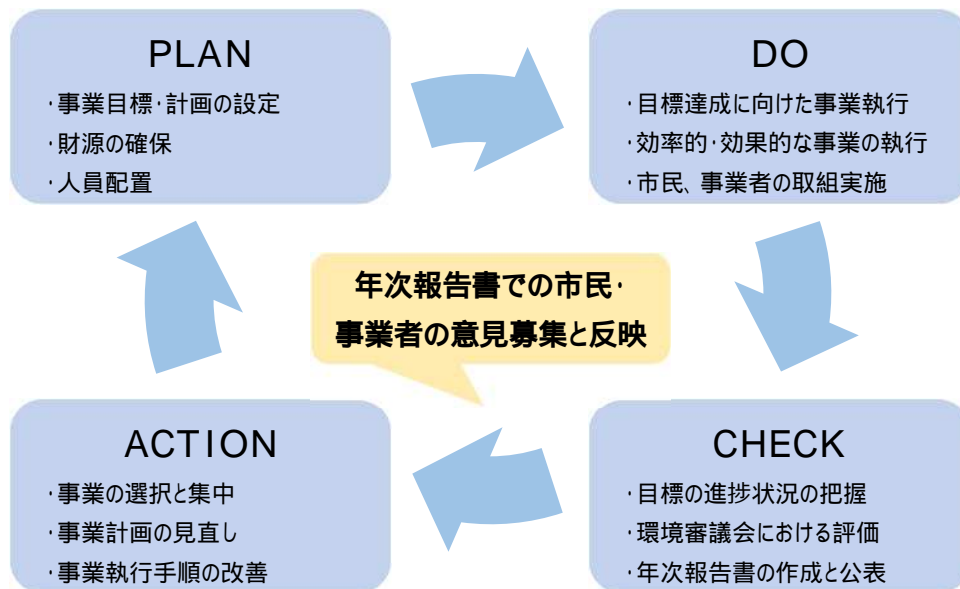 PLAN
・事業目標・計画の設定
・財源の確保
・人員配置
DO
・目標達成に向けた事業執行
・効率的・効果的な事業の執行
・市民、事業者の取組実施
年次報告書での市民・
事業者の意見募集と反映
ACTION
・事業の選択と集中
・事業計画の見直し
・事業執行手順の改善
CHECK
・目標の進捗状況の把握
・環境審議会における評価
・年次報告書の作成と公表